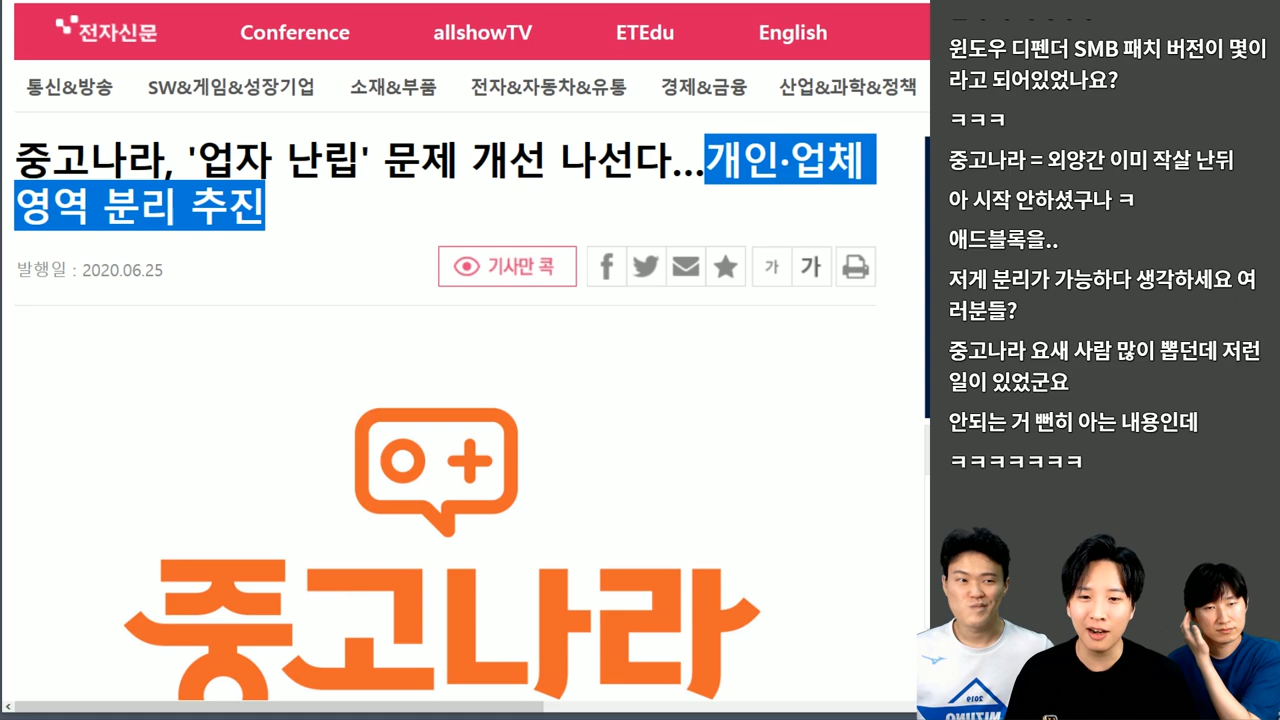 전자신문
Conference
allshowTV
ETEdu
English
통신&방송
SW&게임&성장기업
소재&부품
전자&자동차&유통
경제&금융
산업&과학&정책
중고나라, '업자 난립' 문제 개선 나선다...개인·업체
영역 분리 추진
발행일 : 2020.06.25
기사만 콕
가
가
중고나라
윈도우 디펜더 SMB 패치 버전이 몇이
라고 되어있었나요?
ㅋㅋㅋ
중고나라 = 외양간 이미 작살 난뒤
아 시작 안하셨구나 ㅋ
애드블록을..
저게 분리가 가능하다 생각하세요 여
러분들?
중고나라 요새 사람 많이 뽑던데 저런
일이 있었군요
안되는 거 뻔히 아는 내용인데
ㅋㅋㅋㅋㅋㅋㅋ
2019
MIZUNO